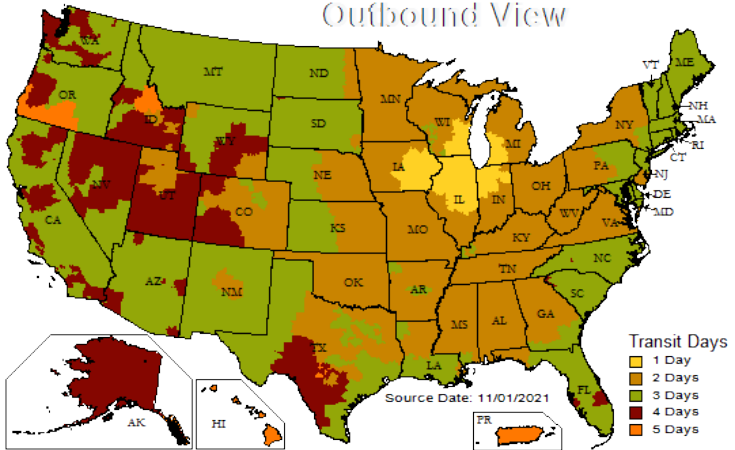 Outbound View
WA
MT
ND
MN
VT
ME
OR
ID
SD
WI
MI
NY
NH
MA
WY
RI
CT
NV
UT
NE
IA
PA
NJ
CO
IL
IN
OH
DE
MD
CA
KS
MO
WV
VA
KY
AZ
NM
OK
AR
TN
NC
SC
TX
MS
AL
GA
LA
FL
AK
HI
PR
Source Date: 11/01/2021
Transit Days
1 Day
2 Days
3 Days
4 Days
5 Days